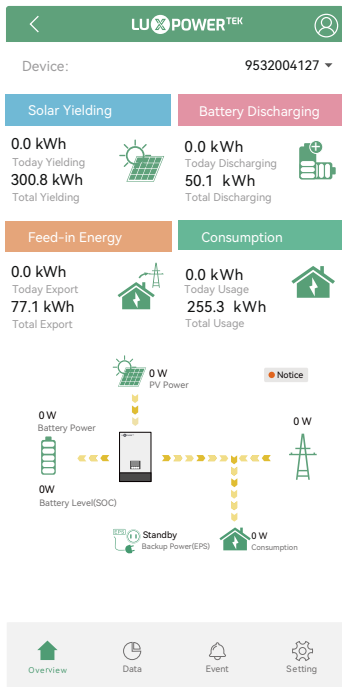 LUXPOWERTEK
Device:
9532004127
Solar Yielding
Battery Discharging
0.0 kWh
Today Yielding
300.8 kWh
Total Yielding
0.0 kWh
Today Discharging
50.1 kWh
Total Discharging
Feed-in Energy
Consumption
0.0 kWh
Today Export
77.1 kWh
Total Export
0.0 kWh
Today Usage
255.3 kWh
Total Usage
0 W
PV Power
Notice
0 W
Battery Power
0 W
0W
Battery Level(SOC)
EPS
Standby
Backup Power(EPS)
0 W
Consumption
Overview
Data
Event
Setting